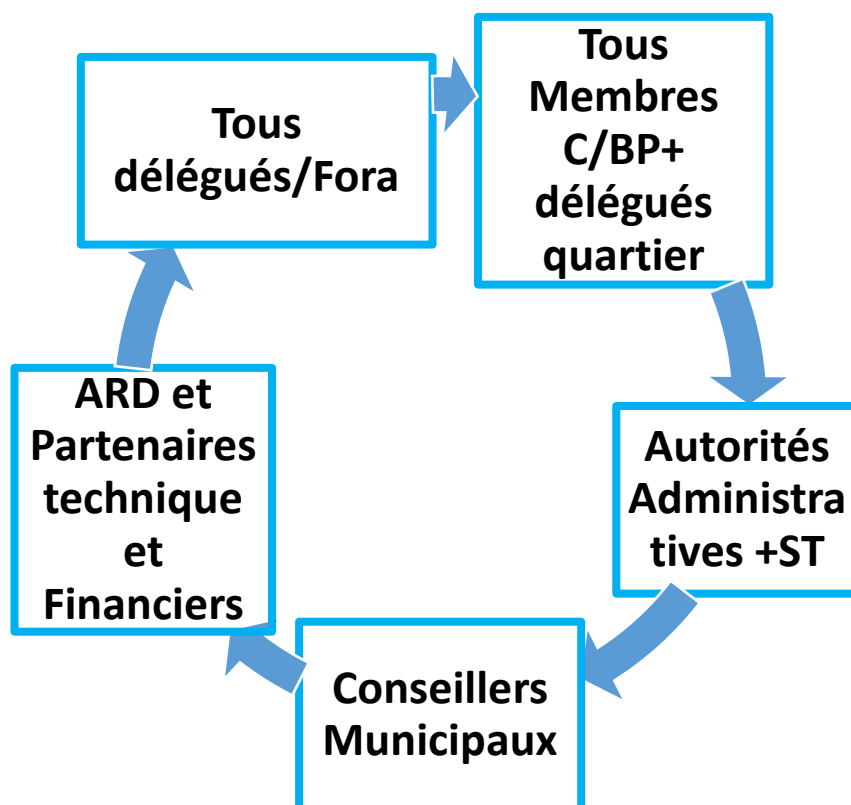 Tous
délégués/Fora
Tous
Membres
C/BP+
délégués
quartier
Autorités
Administra
tives +ST
Conseillers
Municipaux
ARD et
Partenaires
technique
et
Financiers